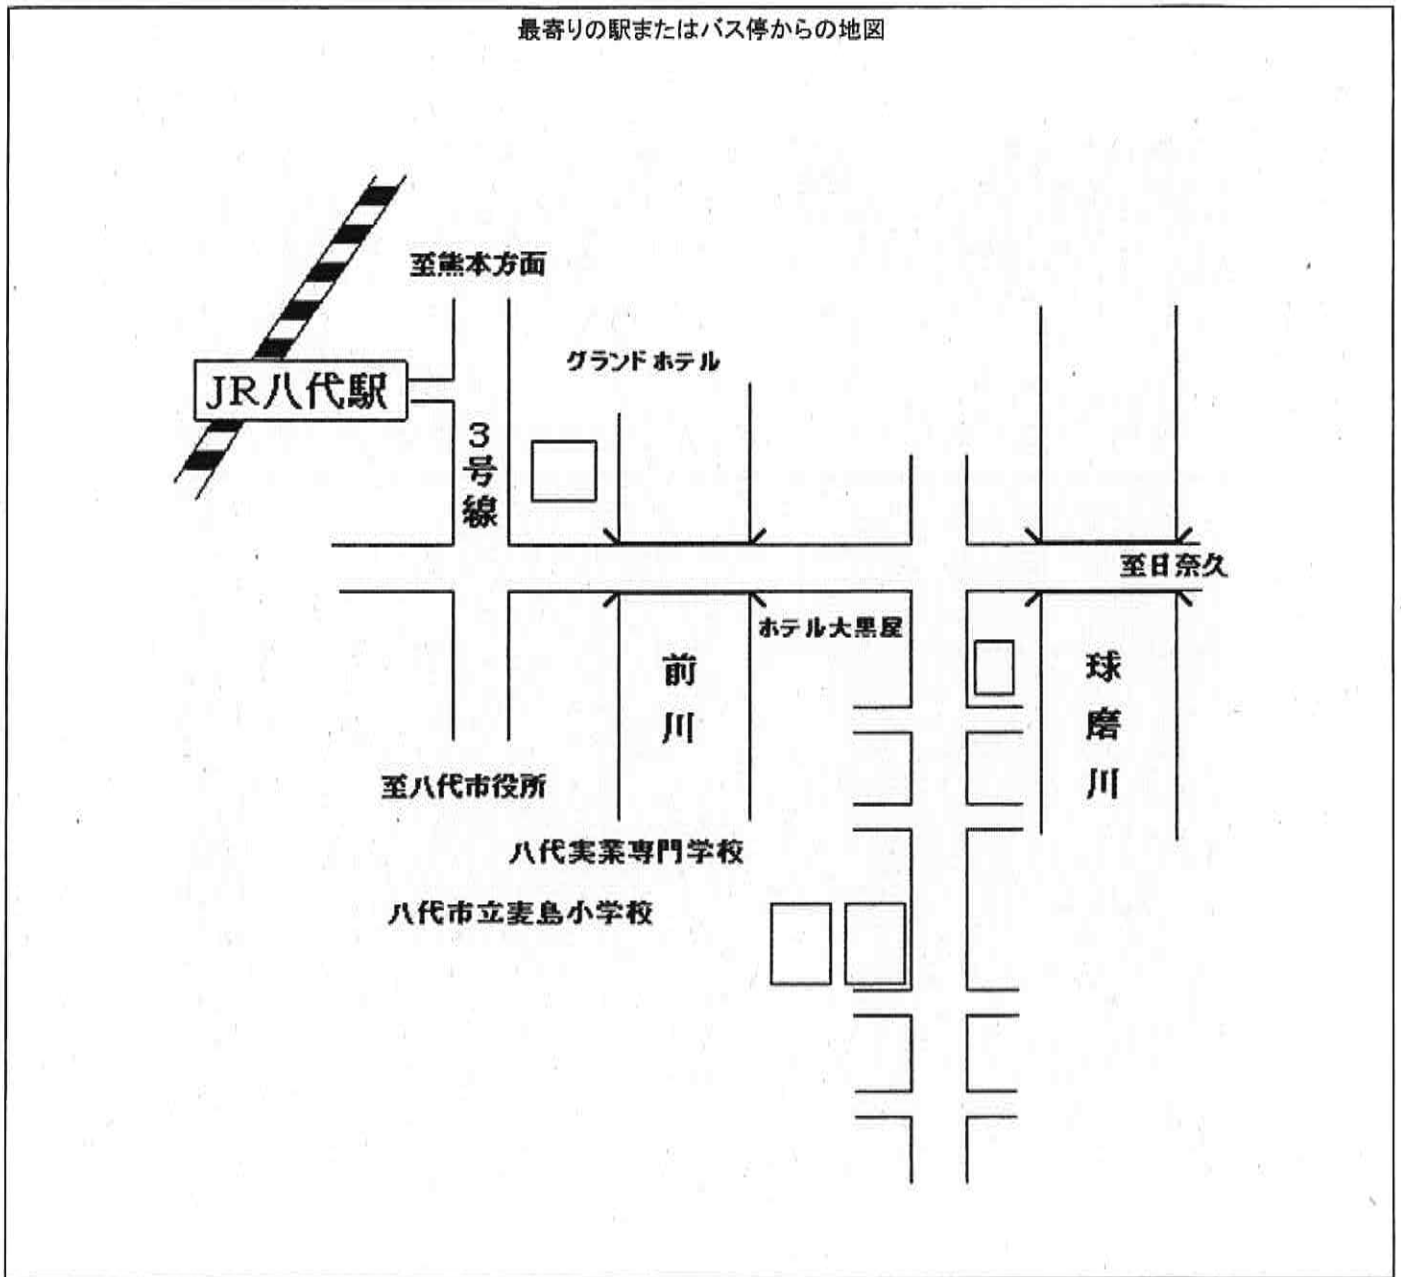 最寄りの駅またはバス停からの地図
至熊本方面
グランドホテル
JR八代駅
3号線
至日奈久
ホテル大黒屋
前川
球磨川
至八代市役所
八代実業専門学校
八代市立麦島小学校